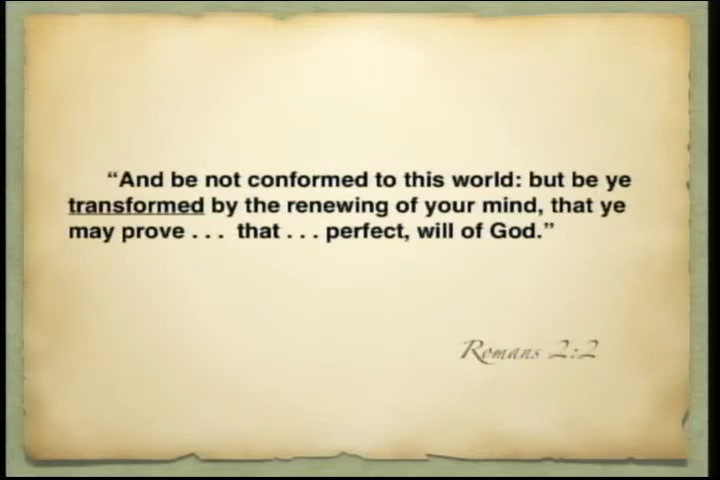 “And be not conformed to this world: but be ye
transformed by the renewing of your mind, that ye
may prove . . .  that . . . perfect, will of God.”
Romans 2:2